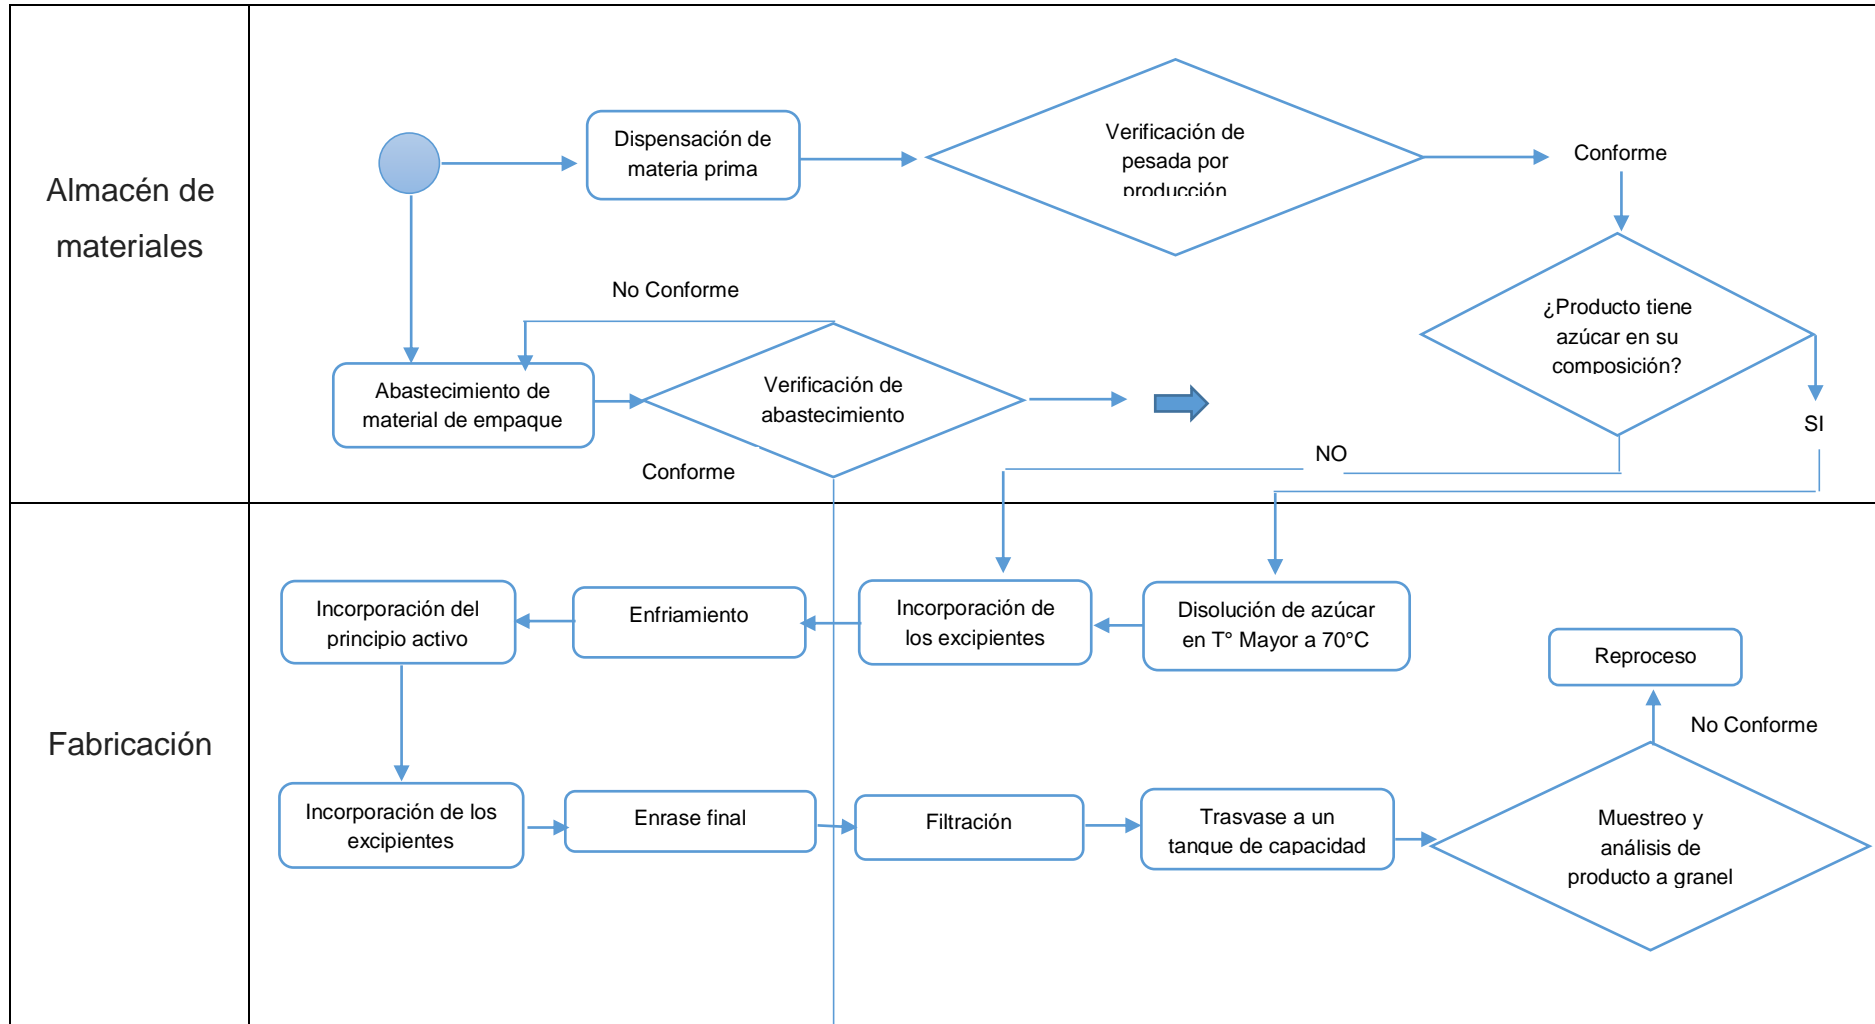 Almacén de
materiales
Dispensación de
materia prima
Verificación de
pesada por
producción
Conforme
¿Producto tiene
azúcar en su
composición?
No Conforme
Abastecimiento de
material de empaque
Verificación de
abastecimiento
SI
NO
Conforme
Fabricación
Incorporación del
principio activo
Enfriamiento
Incorporación de
los excipientes
Disolución de azúcar
en T° Mayor a 70°C
Reproceso
No Conforme
Incorporación de los
excipientes
Enrase final
Filtración
Trasvase a un
tanque de capacidad
Muestreo y
análisis de
producto a granel